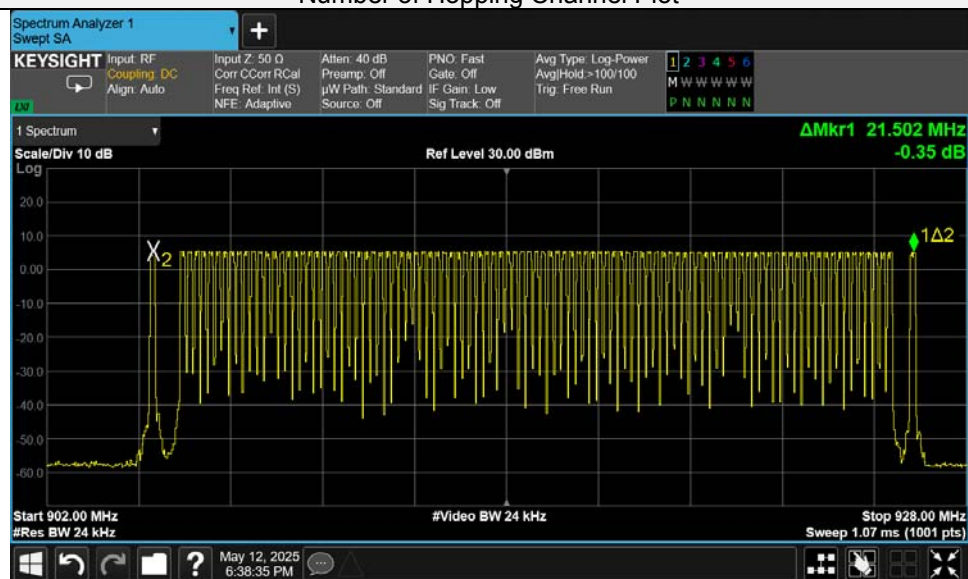 Number of Hopping Channel Plot
Spectrum Analyzer 1
Swept SA
KEYSIGHT
Input: RF
Coupling: DC
Align: Auto
Input Z: 50 Ω
Corr CCorr RCal
Freq Ref: Int (S)
NFE: Adaptive
Atten: 40 dB
Preamp: Off
µW Path: Standard
Source: Off
PNO: Fast
Gate: Off
IF Gain: Low
Sig Track: Off
Avg Type: Log-Power
Avg|Hold:>100/100
Trig: Free Run
1 2 3 4 5 6
M W W W W W
P N N N N N
LXI
1 Spectrum
ΔMkr1 21.502 MHz
Scale/Div 10 dB
Ref Level 30.00 dBm
-0.35 dB
Log
20.0
10.0
1Δ2
X2
0.00
-10.0
-20.0
-30.0
-40.0
-50.0
-60.0
Start 902.00 MHz
#Video BW 24 kHz
Stop 928.00 MHz
#Res BW 24 kHz
Sweep 1.07 ms (1001 pts)
May 12, 2025
6:38:35 PM